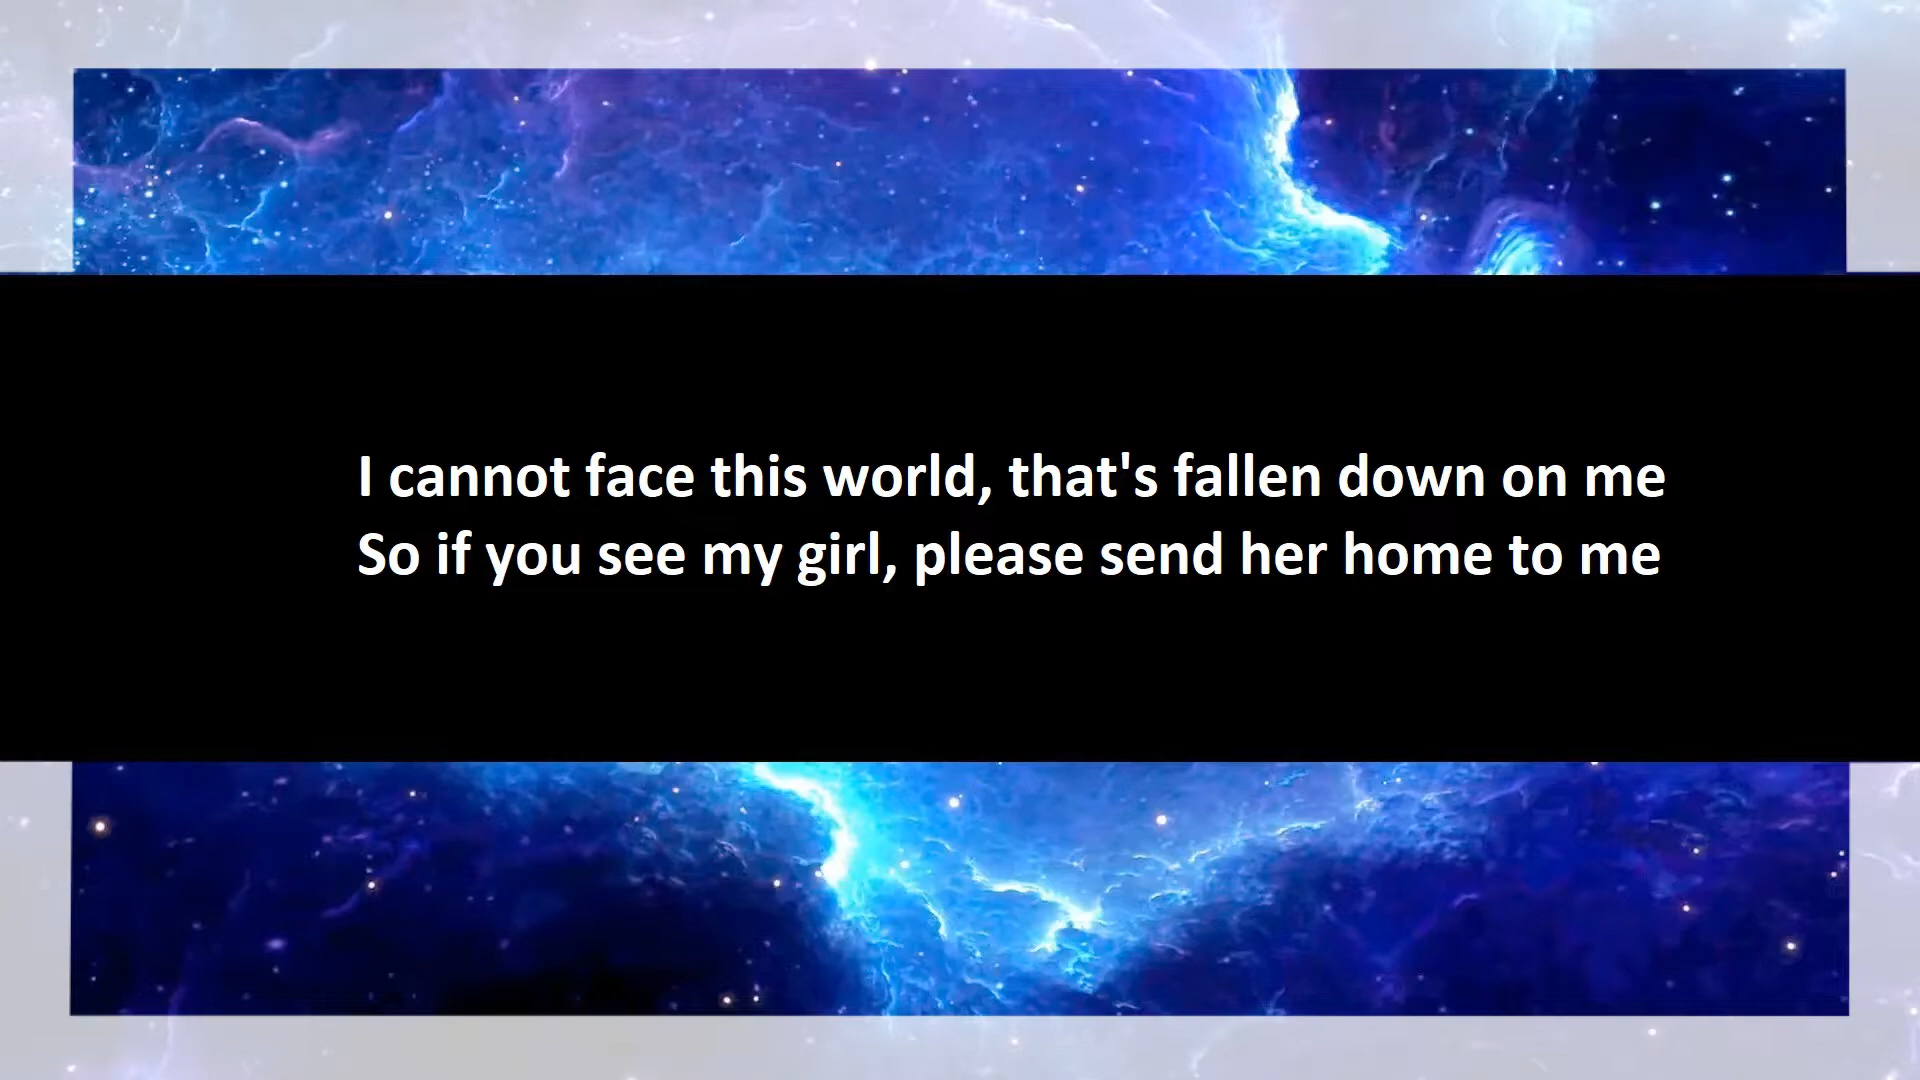 I cannot face this world, that's fallen down on me
So if you see my girl, please send her home to me